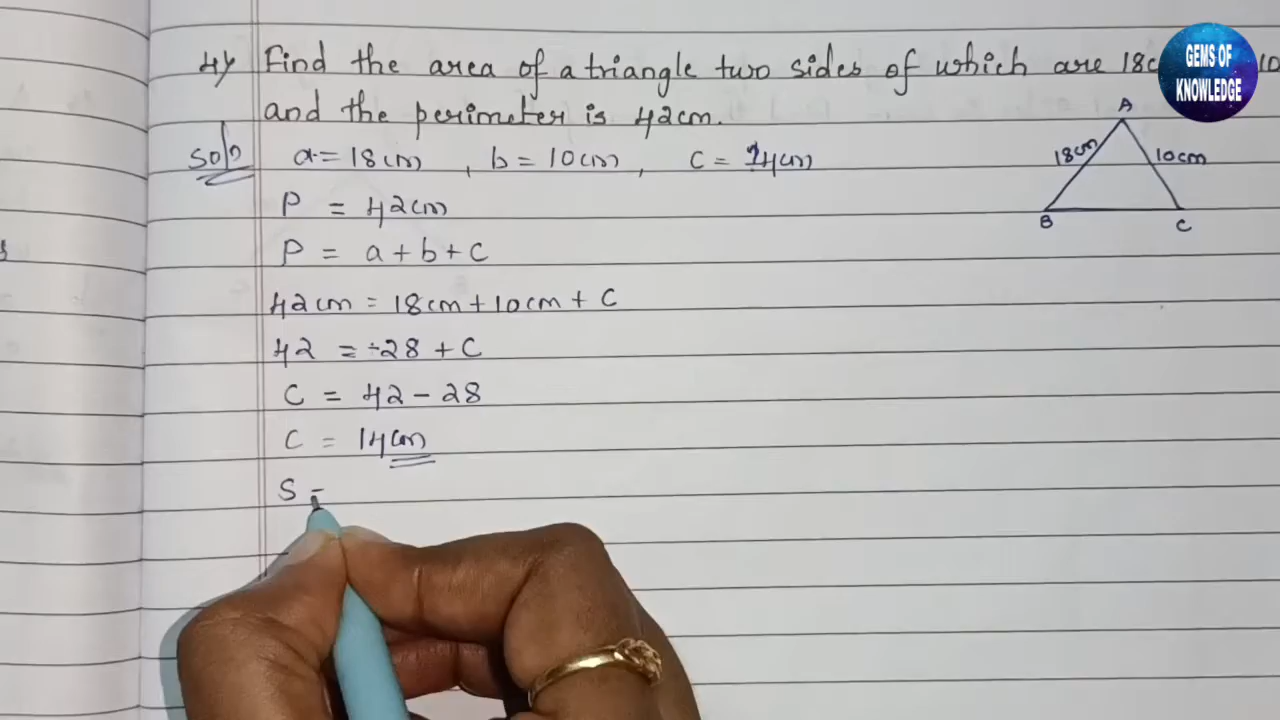 4) Find the area of a triangle two sides of which are 18c 10
and the perimeter is 42cm.
Soln a = 18cm , b = 10cm , c = 14cm
P = 42cm
P = a + b + c
42cm = 18cm + 10cm + c
42 = 28 + c
c = 42 - 28
c = 14cm
S =
A
18cm 10cm
B C
GEMS OF
KNOWLEDGE